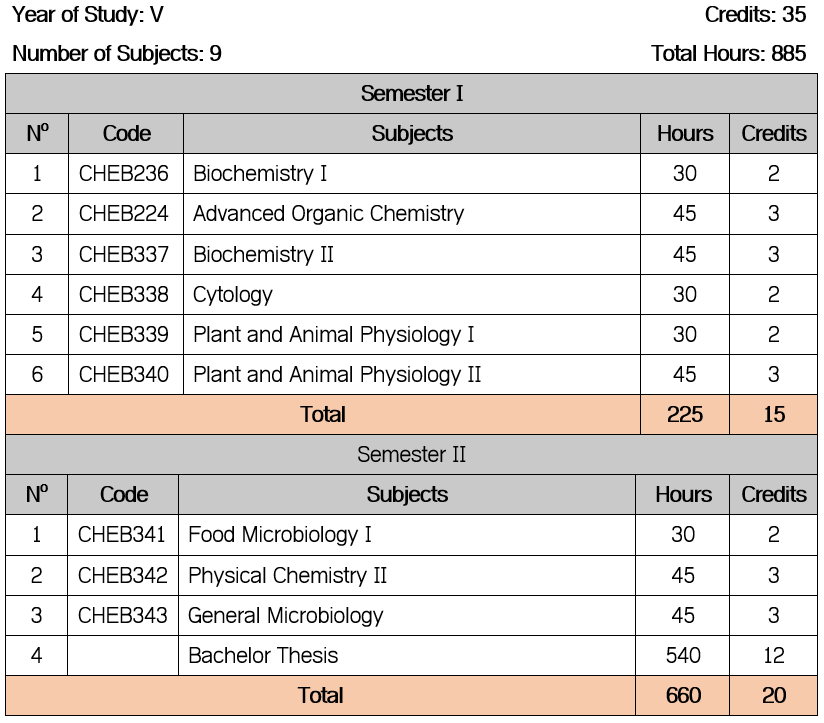 Year of Study: V Credits: 35
Number of Subjects: 9 Total Hours: 885
Semester I
Nº Code Subjects Hours Credits
1 CHEB236 Biochemistry I 30 2
2 CHEB224 Advanced Organic Chemistry 45 3
3 CHEB337 Biochemistry II 45 3
4 CHEB338 Cytology 30 2
5 CHEB339 Plant and Animal Physiology I 30 2
6 CHEB340 Plant and Animal Physiology II 45 3
Total 225 15
Semester II
Nº Code Subjects Hours Credits
1 CHEB341 Food Microbiology I 30 2
2 CHEB342 Physical Chemistry II 45 3
3 CHEB343 General Microbiology 45 3
4 Bachelor Thesis 540 12
Total 660 20